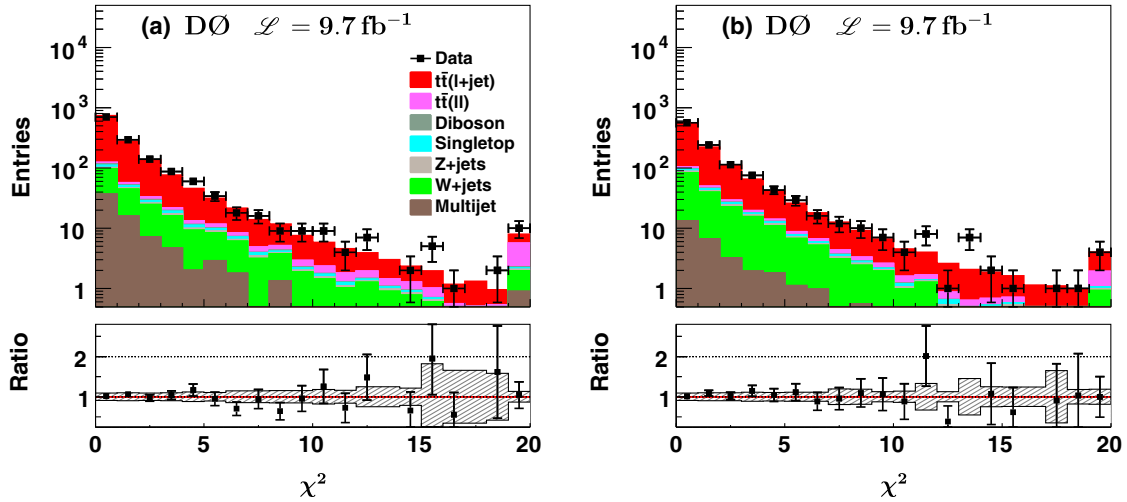 (a) DØ ℒ = 9.7 fb⁻¹
Entries
10⁴
10³
10²
10
1
Data
tt̄(l+jet)
tt̄(ll)
Diboson
Singletop
Z+jets
W+jets
Multijet
Ratio
2
1
0 5 10 15 20
χ²
(b) DØ ℒ = 9.7 fb⁻¹
Entries
10⁴
10³
10²
10
1
Ratio
2
1
0 5 10 15 20
χ²